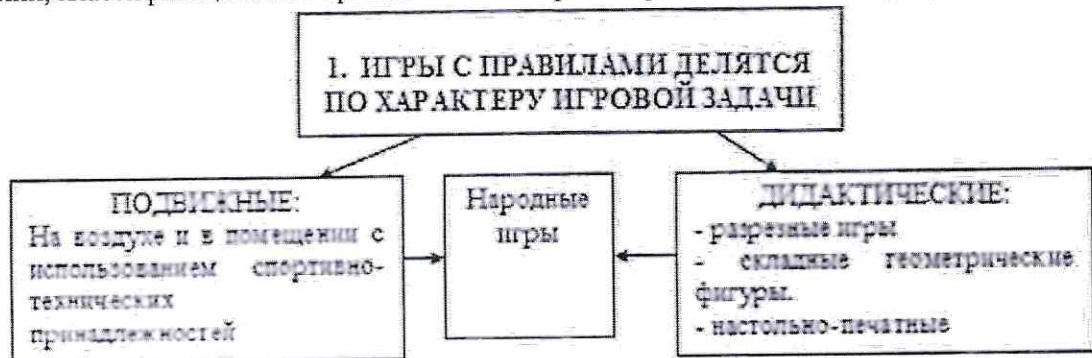 1. ИГРЫ С ПРАВИЛАМИ ДЕЛЯТСЯ
ПО ХАРАКТЕРУ ИГРОВОЙ ЗАДАЧИ
ПОДВИЖНЫЕ:
На воздухе и в помещении с
использованием спортивно-
технических
принадлежностей
Народные
игры
ДИДАКТИЧЕСКИЕ:
- разрезные игры
- складные геометрические
фигуры.
- настольно-печатные